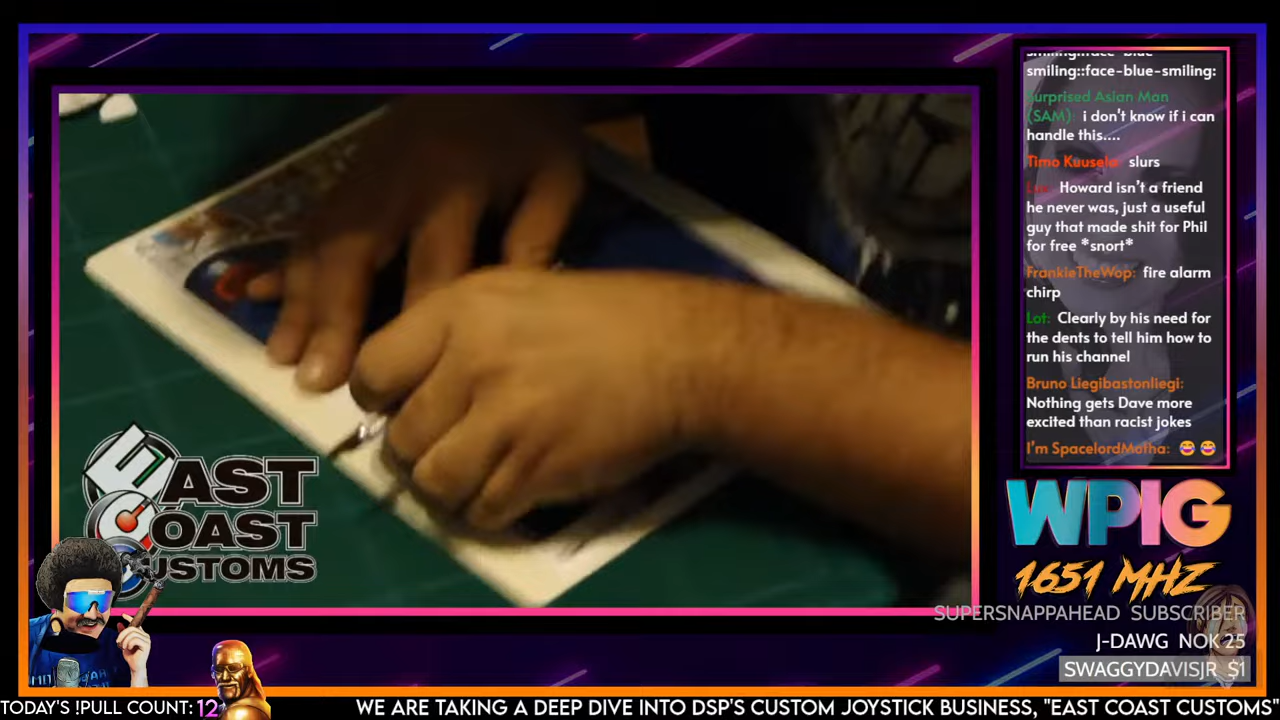 smiling::face-blue-smiling:
Surprised Asian Man
(SAM): i don't know if i can
handle this....
Timo Kuusela: slurs
Howard isn't a friend
he never was, just a useful
guy that made shit for Phil
for free *snort*
FrankieTheWop: fire alarm
chirp
Lot: Clearly by his need for
the dents to tell him how to
run his channel
Bruno Liegibastonliegi:
Nothing gets Dave more
excited than racist jokes
I'm SpacelordMotha: 😂 😂
EAST
COAST
CUSTOMS
WPIG
1651 MHZ
SUPERSNAPPAHEAD SUBSCRIBER
J-DAWG NOK 25
SWAGGYDAVISJR $1
TODAY'S !PULL COUNT: 12
WE ARE TAKING A DEEP DIVE INTO DSP'S CUSTOM JOYSTICK BUSINESS, "EAST COAST CUSTOMS"